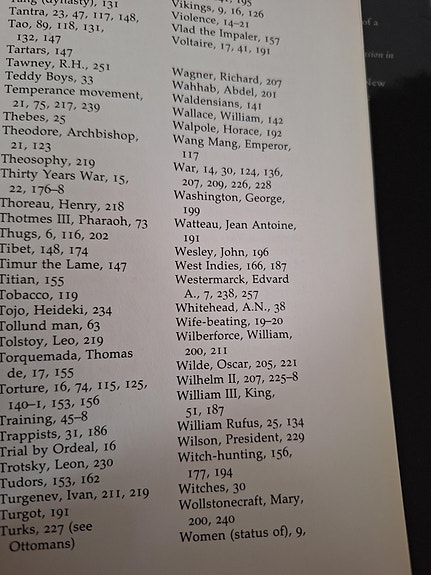 (dynasty), 131
Tantra, 23, 47, 117, 148,
Tao, 89, 118, 131,
132, 147
Tartars, 147
Tawney, R.H., 251
Teddy Boys, 33
Temperance movement,
21, 75, 217, 239
Thebes, 25
Theodore, Archbishop,
21, 123
Theosophy, 219
Thirty Years War, 15,
22, 176–8
Thoreau, Henry, 218
Thotmes III, Pharaoh, 73
Thugs, 6, 116, 202
Tibet, 148, 174
Timur the Lame, 147
Titian, 155
Tobacco, 119
Tojo, Heideki, 234
Tollund man, 63
Tolstoy, Leo, 219
Torquemada, Thomas
de, 17, 155
Torture, 16, 74, 115, 125,
140–1, 153, 156
Training, 45–8
Trappists, 31, 186
Trial by Ordeal, 16
Trotsky, Leon, 230
Tudors, 153, 162
Turgenev, Ivan, 211, 219
Turgot, 191
Turks, 227 (see
Ottomans)
195
Vikings, 9, 16, 126
Violence, 14–21
Vlad the Impaler, 157
Voltaire, 17, 41, 191
Wagner, Richard, 207
Wahhab, Abdel, 201
Waldensians, 141
Wallace, William, 142
Walpole, Horace, 192
Wang Mang, Emperor,
117
War, 14, 30, 124, 136,
207, 209, 226, 228
Washington, George,
199
Watteau, Jean Antoine,
191
Wesley, John, 196
West Indies, 166, 187
Westermarck, Edvard
A., 7, 238, 257
Whitehead, A.N., 38
Wife-beating, 19–20
Wilberforce, William,
200, 211
Wilde, Oscar, 205, 221
Wilhelm II, 207, 225–8
William III, King,
51, 187
William Rufus, 25, 134
Wilson, President, 229
Witch-hunting, 156,
177, 194
Witches, 30
Wollstonecraft, Mary,
200, 240
Women (status of), 9,
of a
in
New